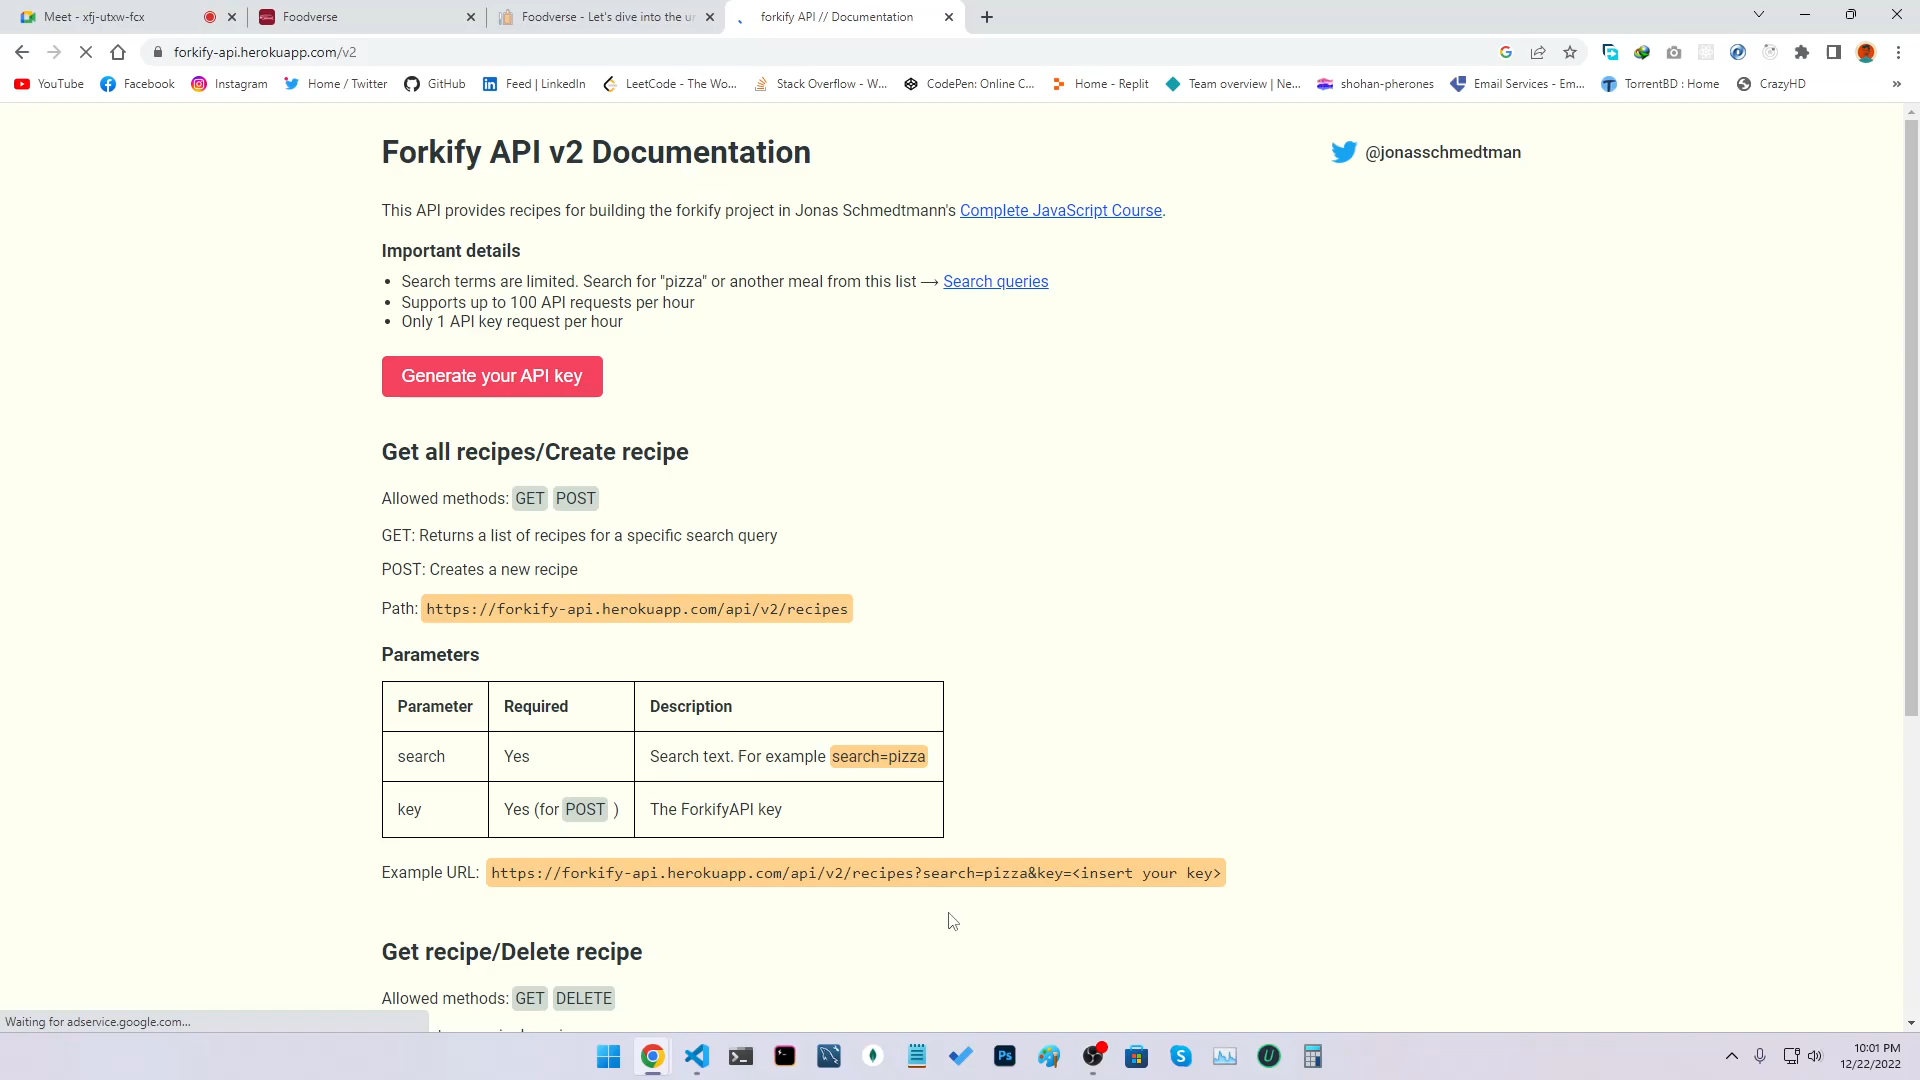 Meet - xfj-utxw-fcx
Foodverse
Foodverse - Let's dive into the ur
forkify API // Documentation
forkify-api.herokuapp.com/v2
YouTube
Facebook
Instagram
Home / Twitter
GitHub
Feed | LinkedIn
LeetCode - The Wo...
Stack Overflow - W...
CodePen: Online C...
Home - Replit
Team overview | Ne...
shohan-pherones
Email Services - Em...
TorrentBD : Home
CrazyHD
»
Forkify API v2 Documentation
@jonasschmedtman
This API provides recipes for building the forkify project in Jonas Schmedtmann's Complete JavaScript Course.
Important details
• Search terms are limited. Search for "pizza" or another meal from this list ⟶ Search queries
• Supports up to 100 API requests per hour
• Only 1 API key request per hour
Generate your API key
Get all recipes/Create recipe
Allowed methods: GET POST
GET: Returns a list of recipes for a specific search query
POST: Creates a new recipe
Path: https://forkify-api.herokuapp.com/api/v2/recipes
Parameters
Parameter Required Description
search Yes Search text. For example search=pizza
key Yes (for POST ) The ForkifyAPI key
Example URL: https://forkify-api.herokuapp.com/api/v2/recipes?search=pizza&key=<insert your key>
Get recipe/Delete recipe
Allowed methods: GET DELETE
Waiting for adservice.google.com...
Ps
10:01 PM
12/22/2022